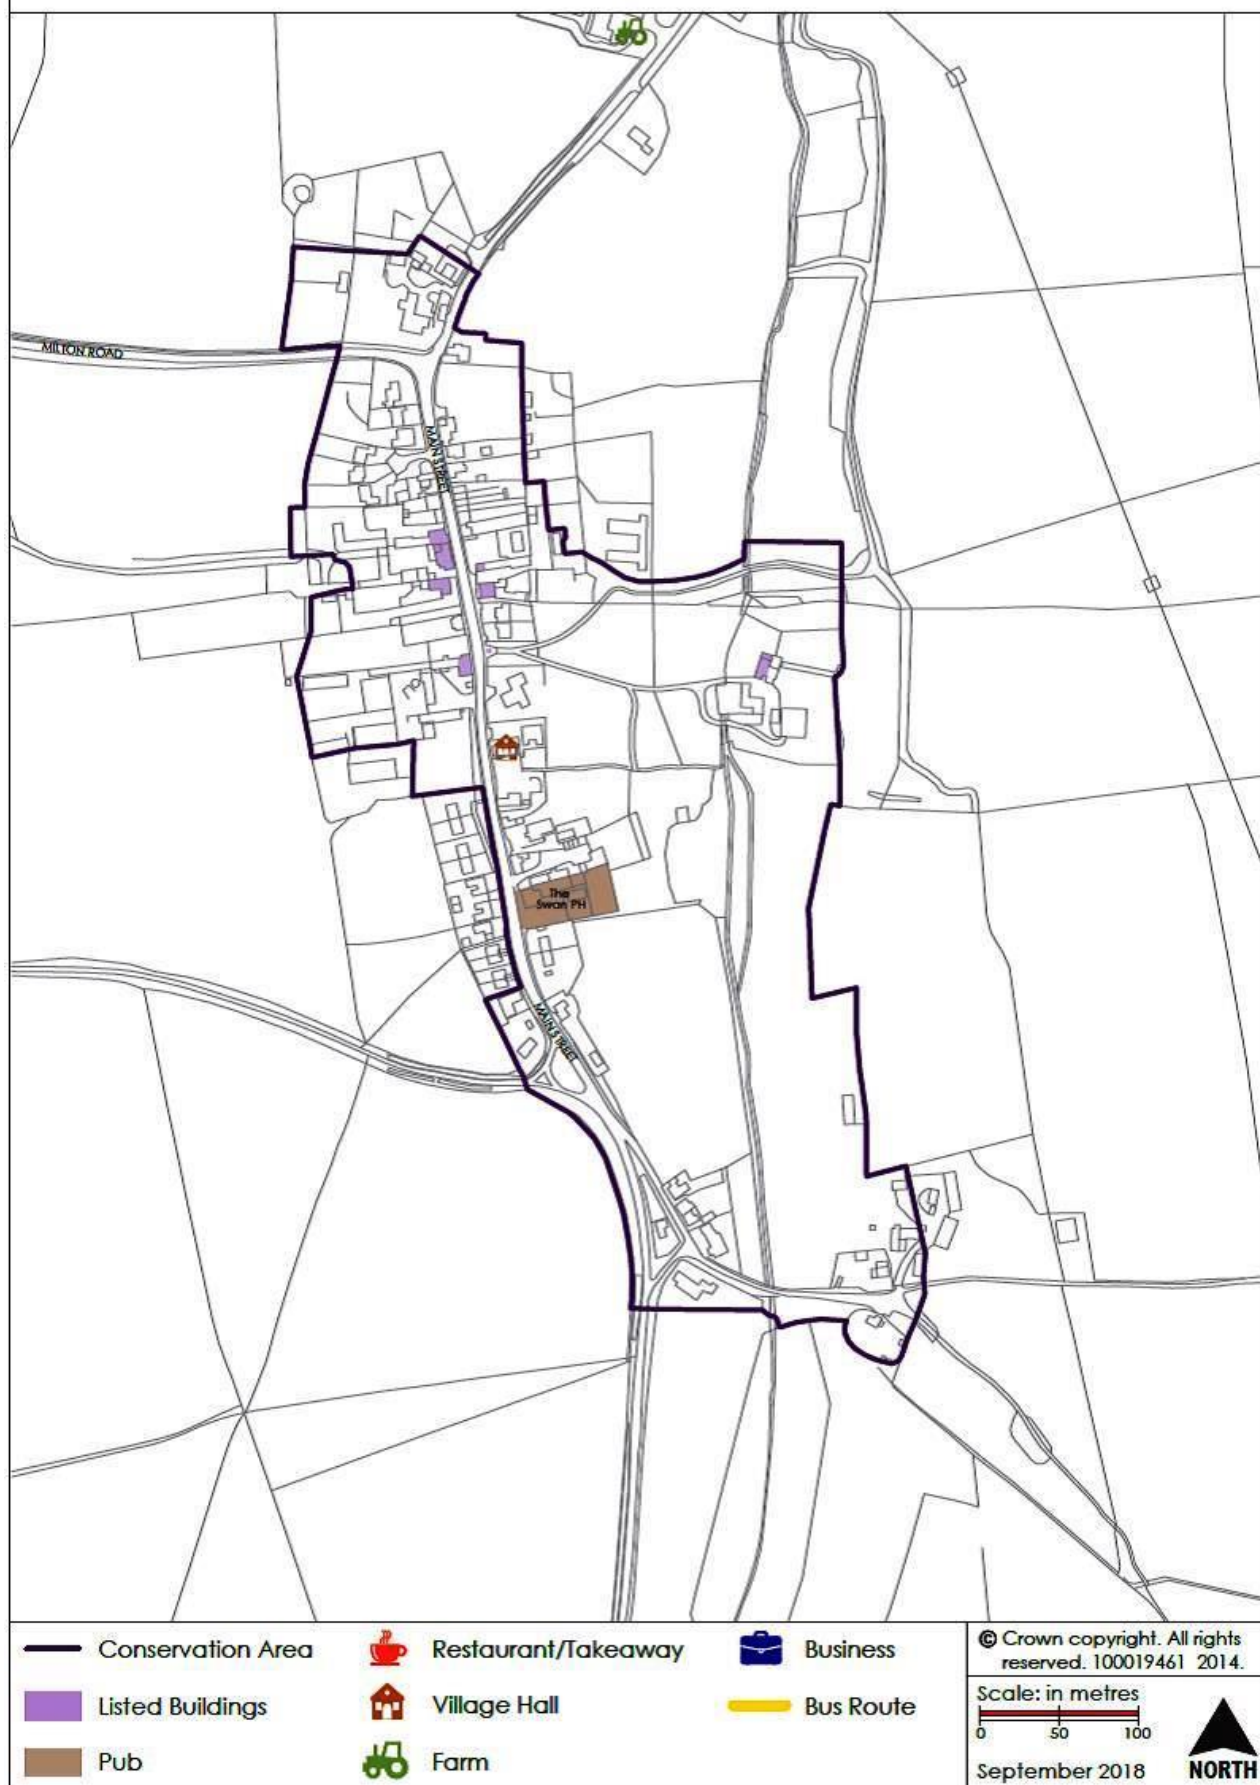 MILTON ROAD
MAIN STREET
The
Swan PH
MAIN STREET
Conservation Area
Restaurant/Takeaway
Business
Listed Buildings
Village Hall
Bus Route
Pub
Farm
© Crown copyright. All rights
reserved. 100019461 2014.
Scale: in metres
0 50 100
September 2018
NORTH